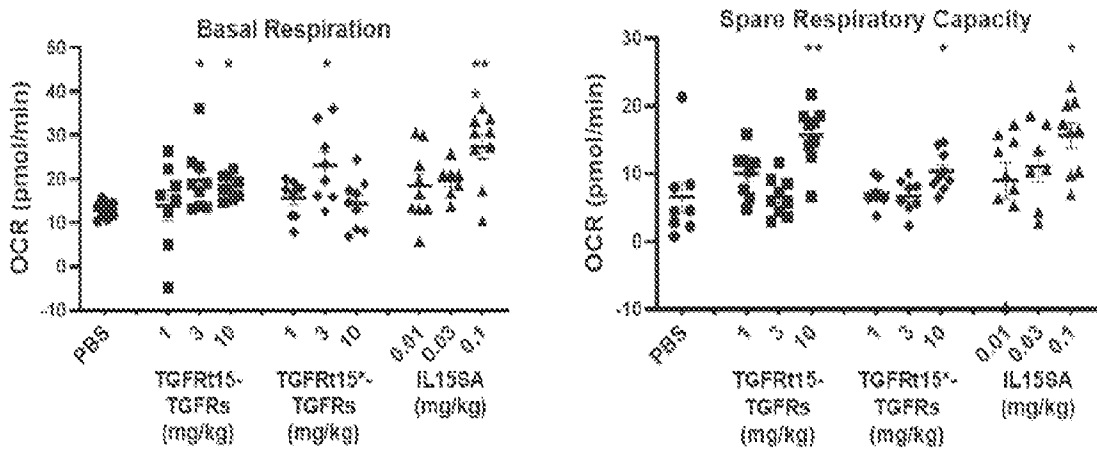 Basal Respiration
OCR (pmol/min)
50
40
30
20
10
0
-10
PBS
1
3
10
1
3
10
0.01
0.03
0.1
TGFRt15-
TGFRs
(mg/kg)
TGFRt15*-
TGFRs
(mg/kg)
IL15SA
(mg/kg)
Spare Respiratory Capacity
OCR (pmol/min)
30
20
10
0
-10
PBS
1
3
10
1
3
10
0.01
0.03
0.1
TGFRt15-
TGFRs
(mg/kg)
TGFRt15*-
TGFRs
(mg/kg)
IL15SA
(mg/kg)